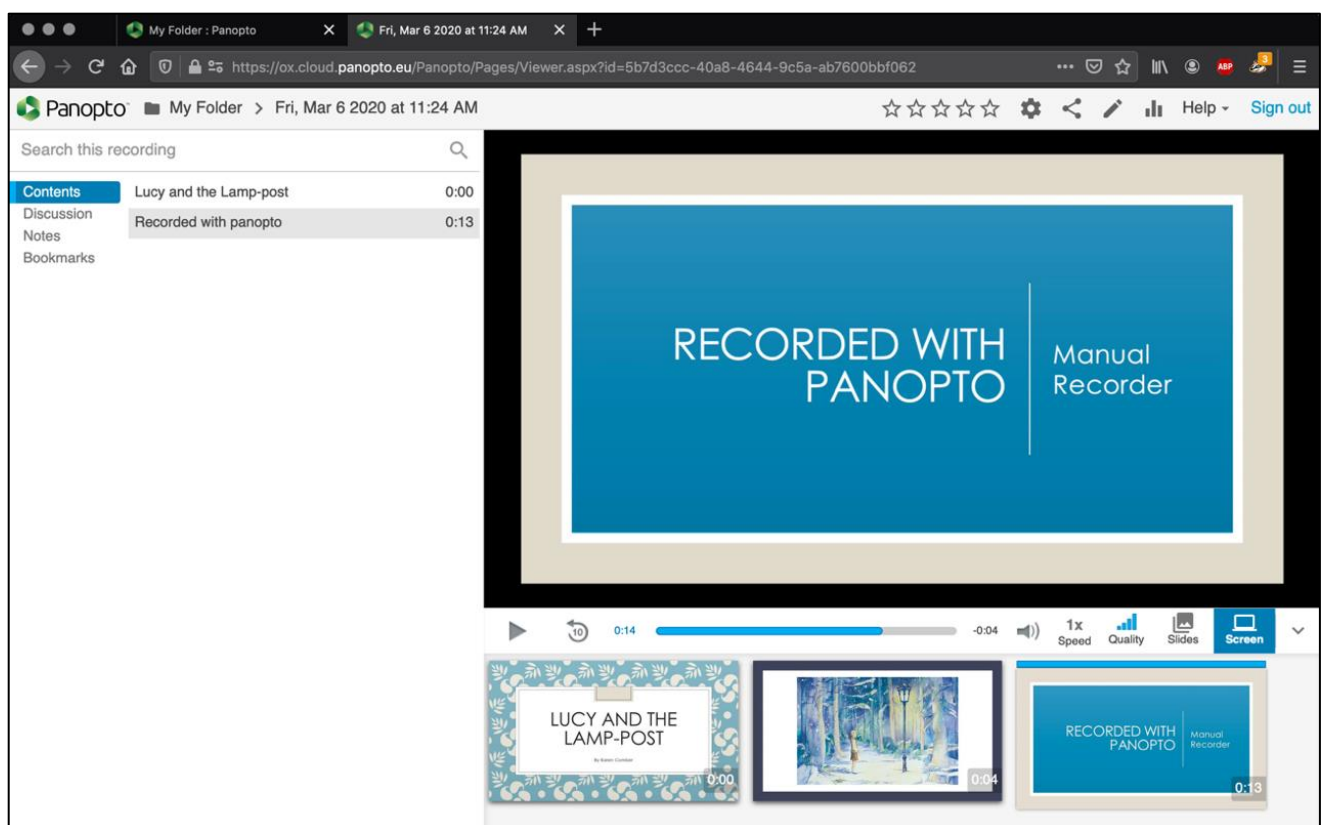 My Folder : Panopto
Fri, Mar 6 2020 at 11:24 AM
https://ox.cloud.panopto.eu/Panopto/Pages/Viewer.aspx?id=5b7d3ccc-40a8-4644-9c5a-ab7600bbf062
ABP
3
Panopto My Folder > Fri, Mar 6 2020 at 11:24 AM
Help
Sign out
Search this recording
Contents
Discussion
Notes
Bookmarks
Lucy and the Lamp-post 0:00
Recorded with panopto 0:13
RECORDED WITH
PANOPTO
Manual
Recorder
10
0:14
-0:04
1x
Speed
Quality
Slides
Screen
LUCY AND THE
LAMP-POST
0:00
0:04
RECORDED WITH
PANOPTO
Manual
Recorder
0:13